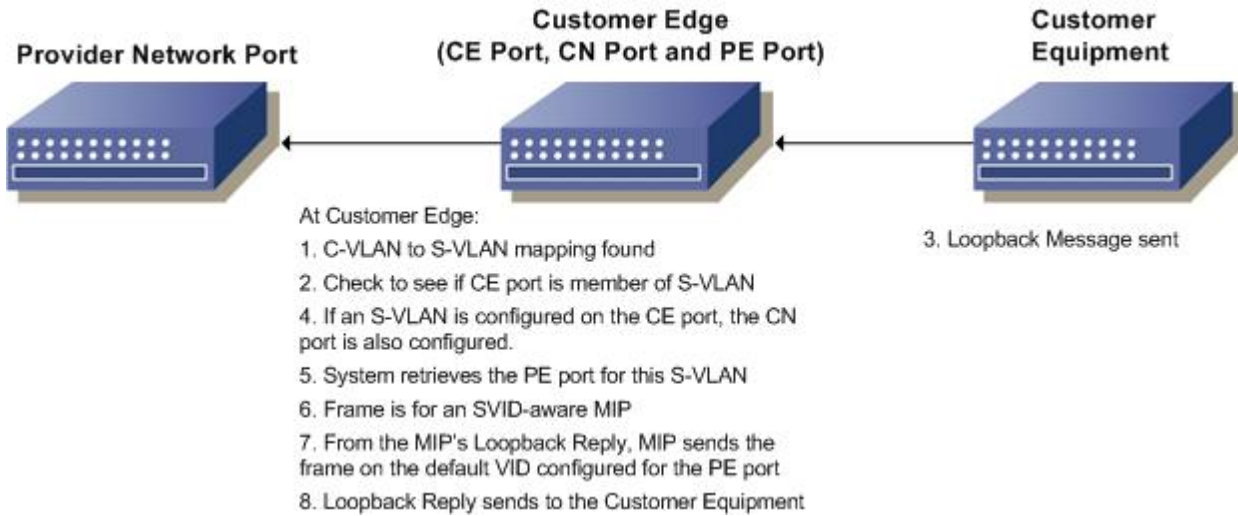 Provider Network Port
Customer Edge
(CE Port, CN Port and PE Port)
Customer
Equipment
At Customer Edge:
1. C-VLAN to S-VLAN mapping found
2. Check to see if CE port is member of S-VLAN
4. If an S-VLAN is configured on the CE port, the CN
port is also configured.
5. System retrieves the PE port for this S-VLAN
6. Frame is for an SVID-aware MIP
7. From the MIP's Loopback Reply, MIP sends the
frame on the default VID configured for the PE port
8. Loopback Reply sends to the Customer Equipment
3. Loopback Message sent